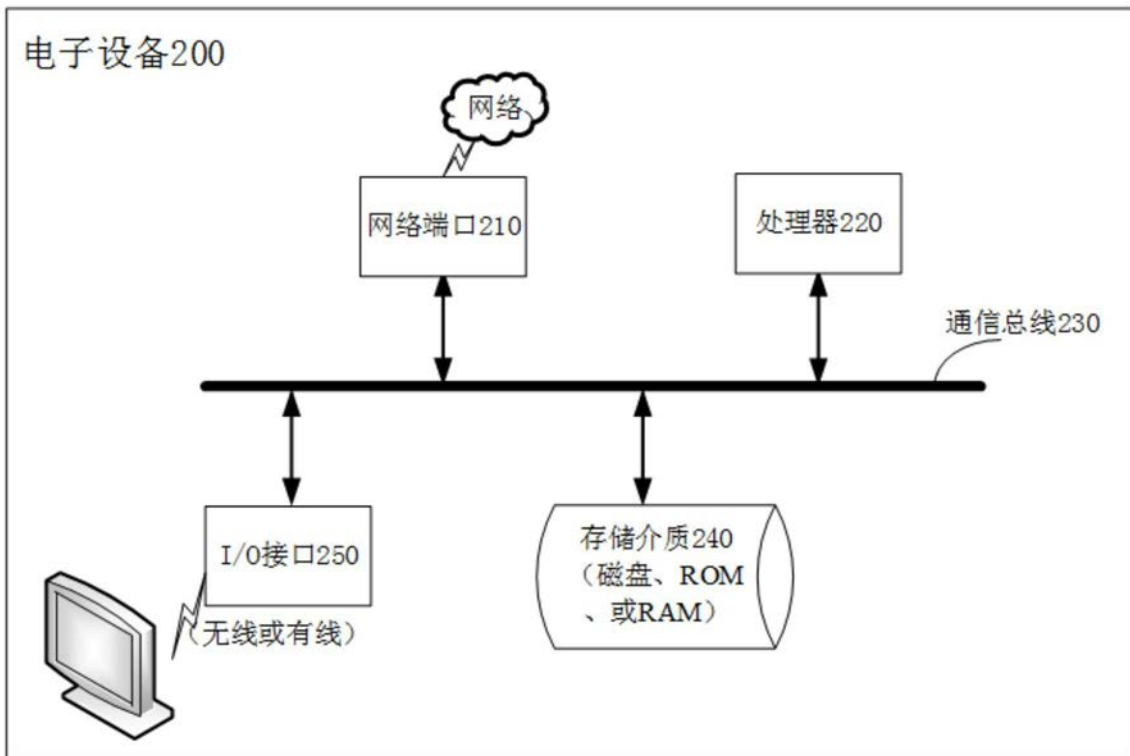 电子设备200
网络、
网络端口210
处理器220
通信总线230
I/O接口250
（无线或有线）
存储介质240
（磁盘、ROM
、或RAM）